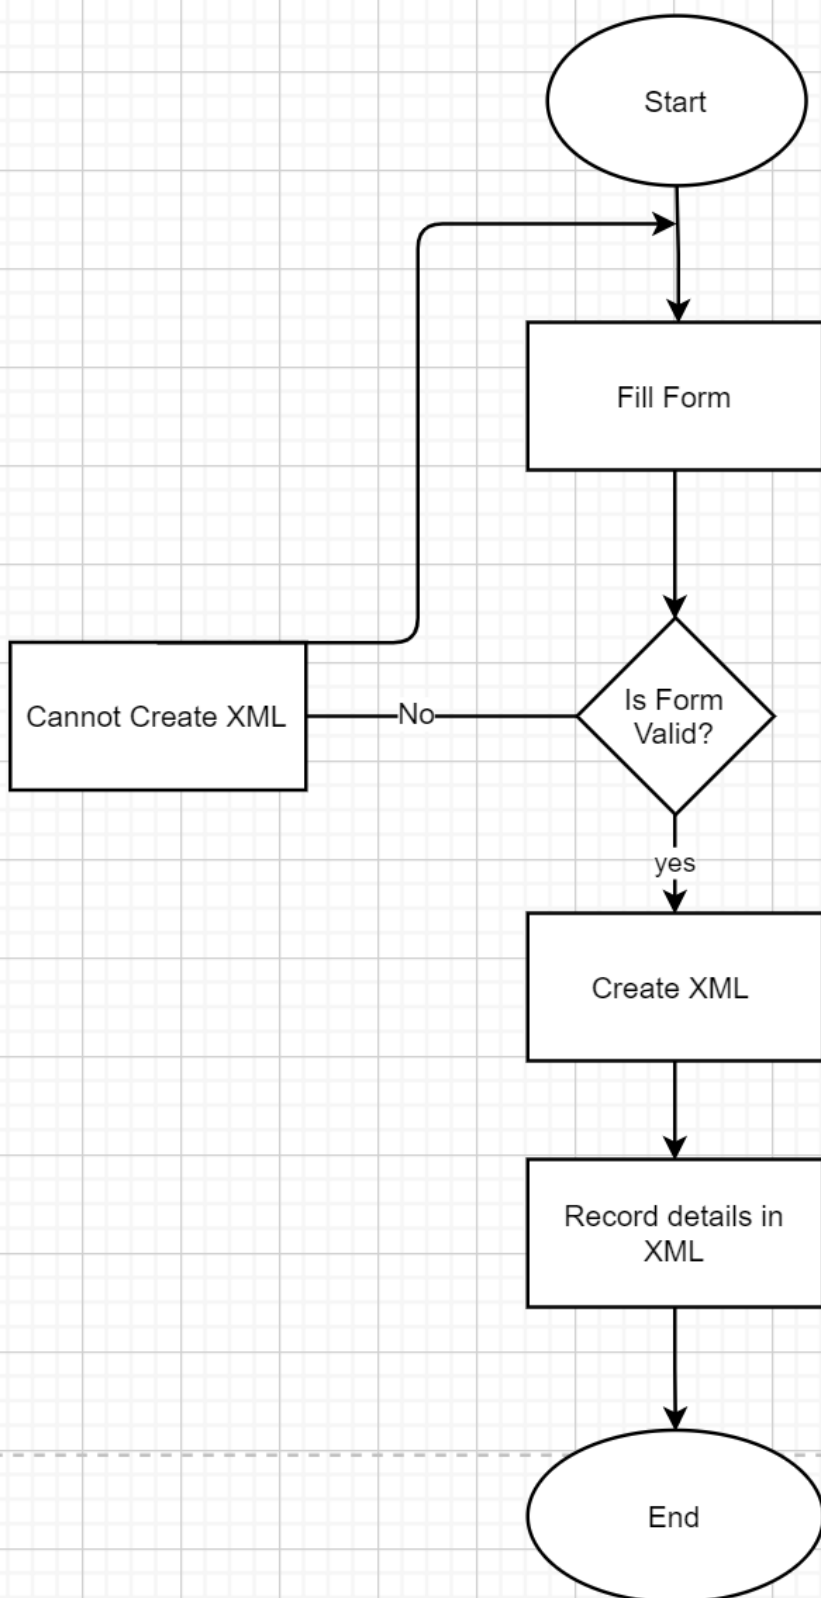 Start
Fill Form
Is Form
Valid?
No
Cannot Create XML
yes
Create XML
Record details in
XML
End